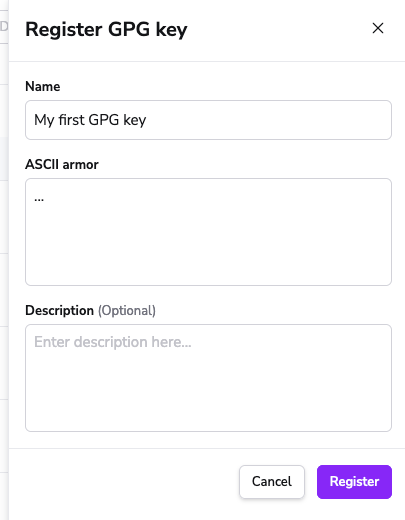 Register GPG key
Name
My first GPG key
ASCII armor
...
Description (Optional)
Enter description here...
Cancel
Register